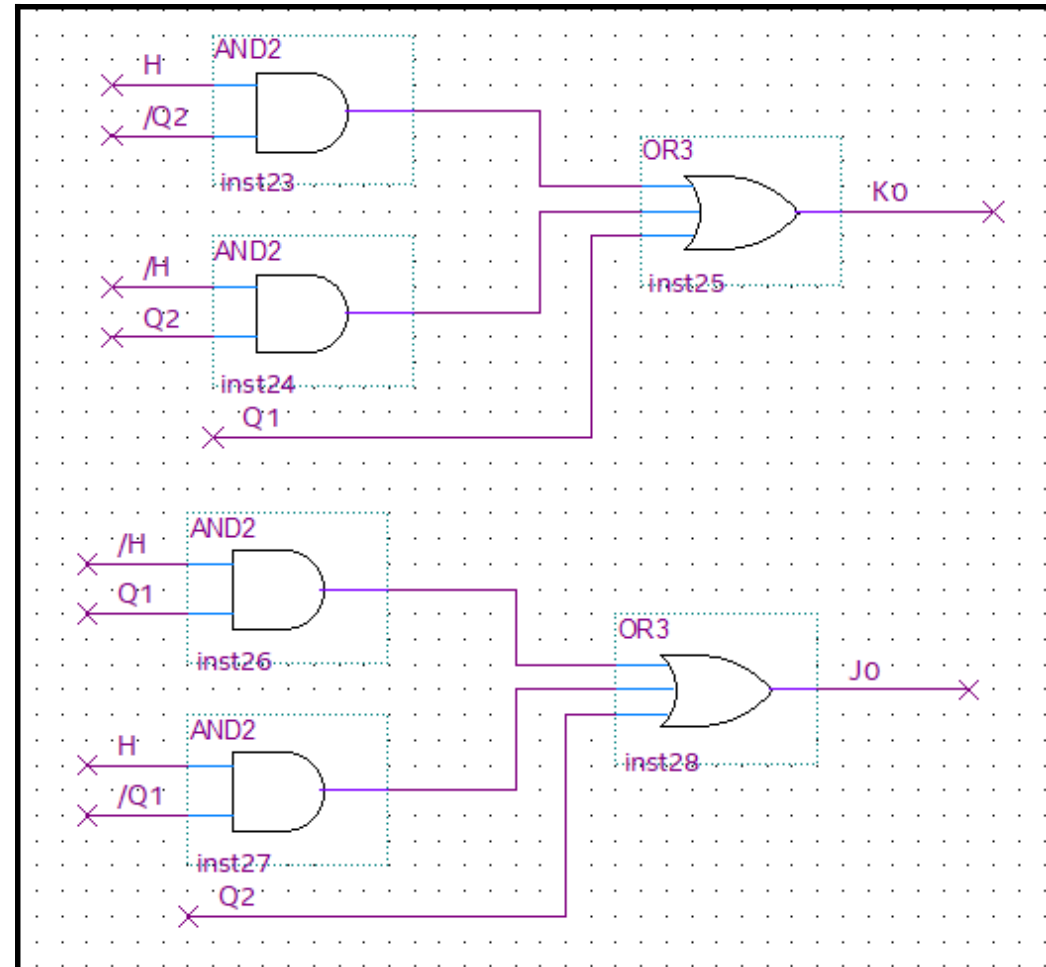 AND2
H
/Q2
inst23
OR3
K0
inst25
AND2
/H
Q2
inst24
Q1
AND2
/H
Q1
inst26
OR3
J0
inst28
AND2
H
/Q1
inst27
Q2